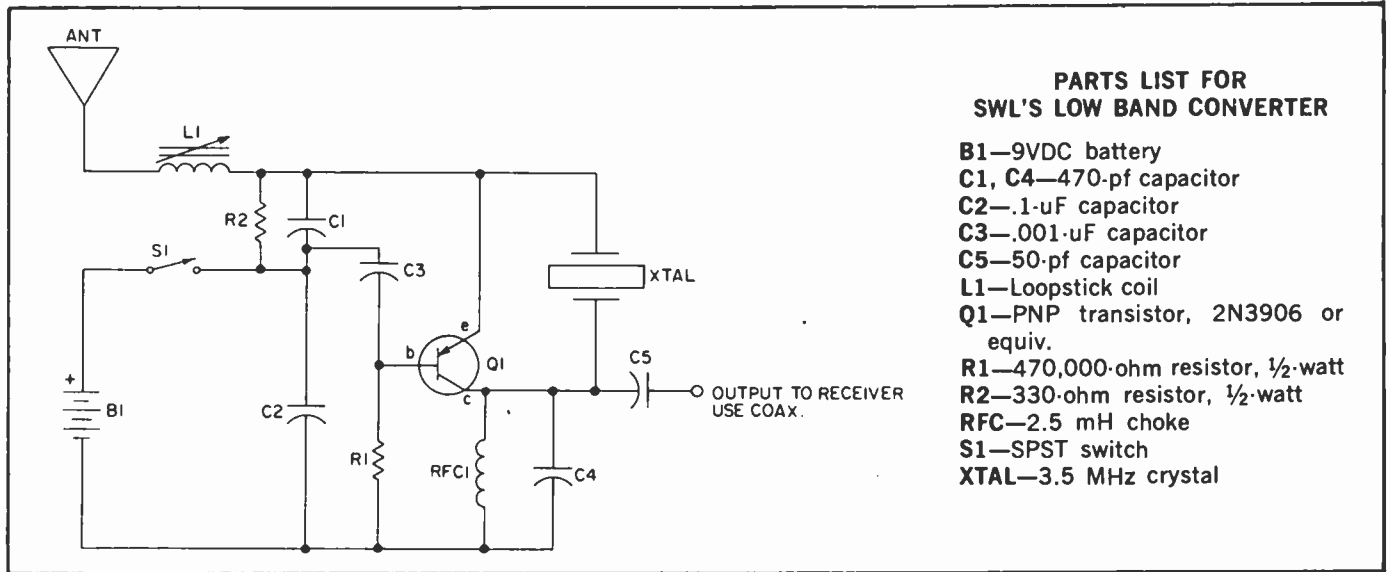 ANT
L1
R2
C1
S1
C3
XTAL
e
b
Q1
C5
c
OUTPUT TO RECEIVER
USE COAX.
+
B1
C2
R1
RFC1
C4
PARTS LIST FOR
SWL'S LOW BAND CONVERTER
B1—9VDC battery
C1, C4—470-pf capacitor
C2—.1-uF capacitor
C3—.001-uF capacitor
C5—50-pf capacitor
L1—Loopstick coil
Q1—PNP transistor, 2N3906 or
equiv.
R1—470,000-ohm resistor, ½-watt
R2—330-ohm resistor, ½-watt
RFC—2.5 mH choke
S1—SPST switch
XTAL—3.5 MHz crystal